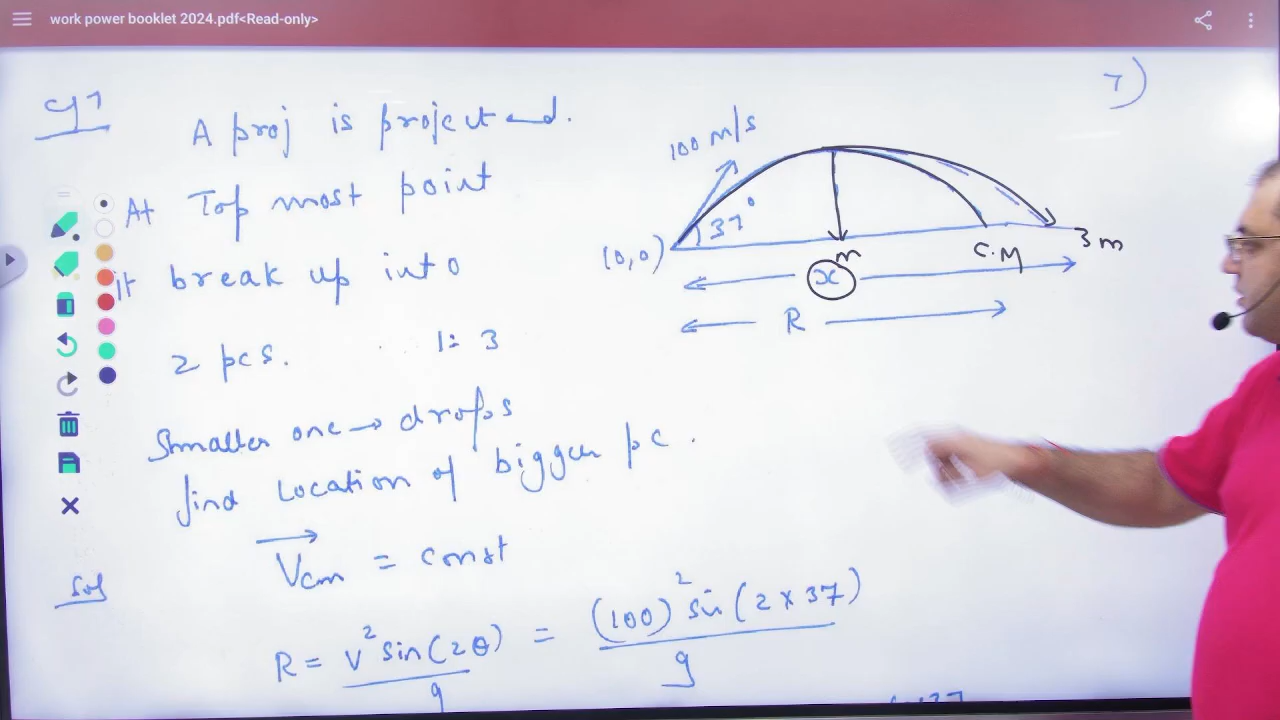 work power booklet 2024.pdf<Read-only>
7)
A proj is projected.
At Top most point
It break up into
2 pcs. 1:3
Smaller one → drops
find Location of bigger pc.
100 m/s
37°
(0,0)
m
C.M
3m
x
R
Sol
Vcm = const
R = v² sin(2θ) / g = (100)² sin(2×37) / g